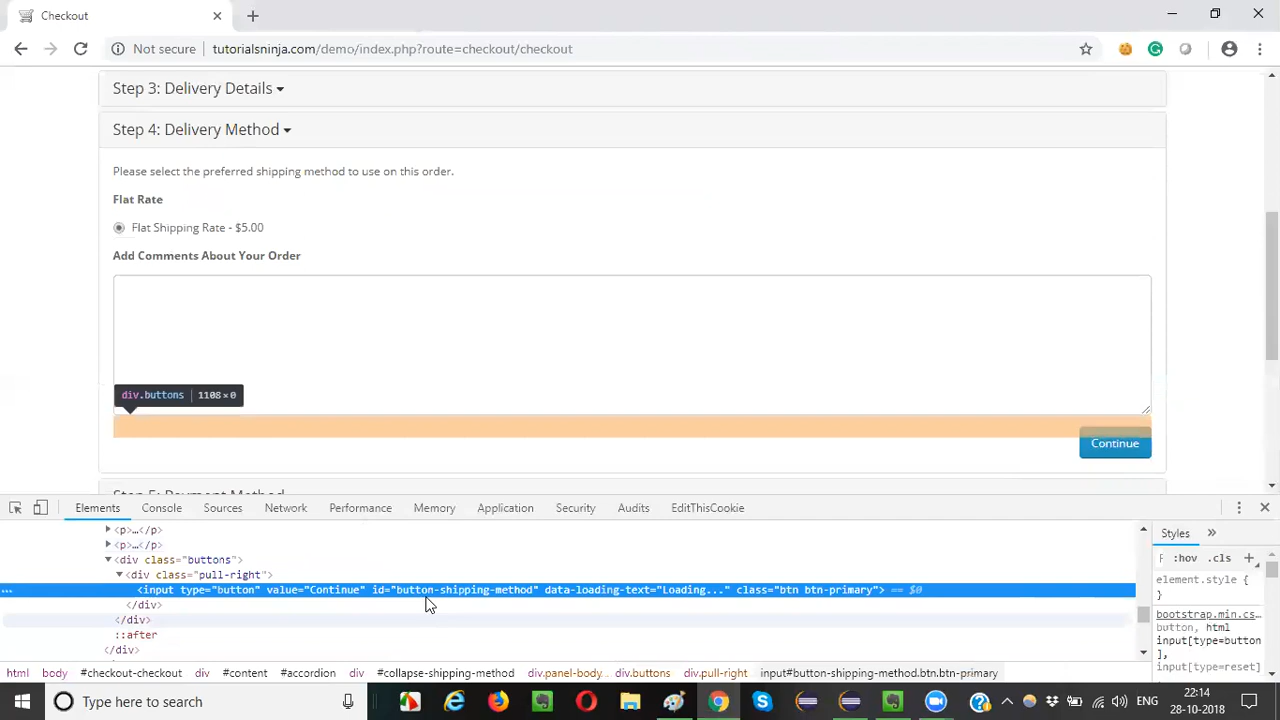 Checkout
Not secure
tutorialsninja.com/demo/index.php?route=checkout/checkout
Step 3: Delivery Details
Step 4: Delivery Method
Please select the preferred shipping method to use on this order.
Flat Rate
Flat Shipping Rate - $5.00
Add Comments About Your Order
div.buttons 1108×0
Continue
Step 5: Payment Method
Elements Console Sources Network Performance Memory Application Security Audits EditThisCookie
<p>…</p>
<p>…</p>
<div class="buttons">
<div class="pull-right">
<input type="button" value="Continue" id="button-shipping-method" data-loading-text="Loading..." class="btn btn-primary"> == $0
</div>
</div>
::after
</div>
Styles »
:hov .cls +
element.style {
}
bootstrap.min.cs…
button, html
input[type=button
],
input[type=reset]
html body #checkout-checkout div #content #accordion div #collapse-shipping-method div.panel-body div.buttons div.pull-right input#button-shipping-method.btn.btn-primary
Type here to search
ENG
22:14
28-10-2018